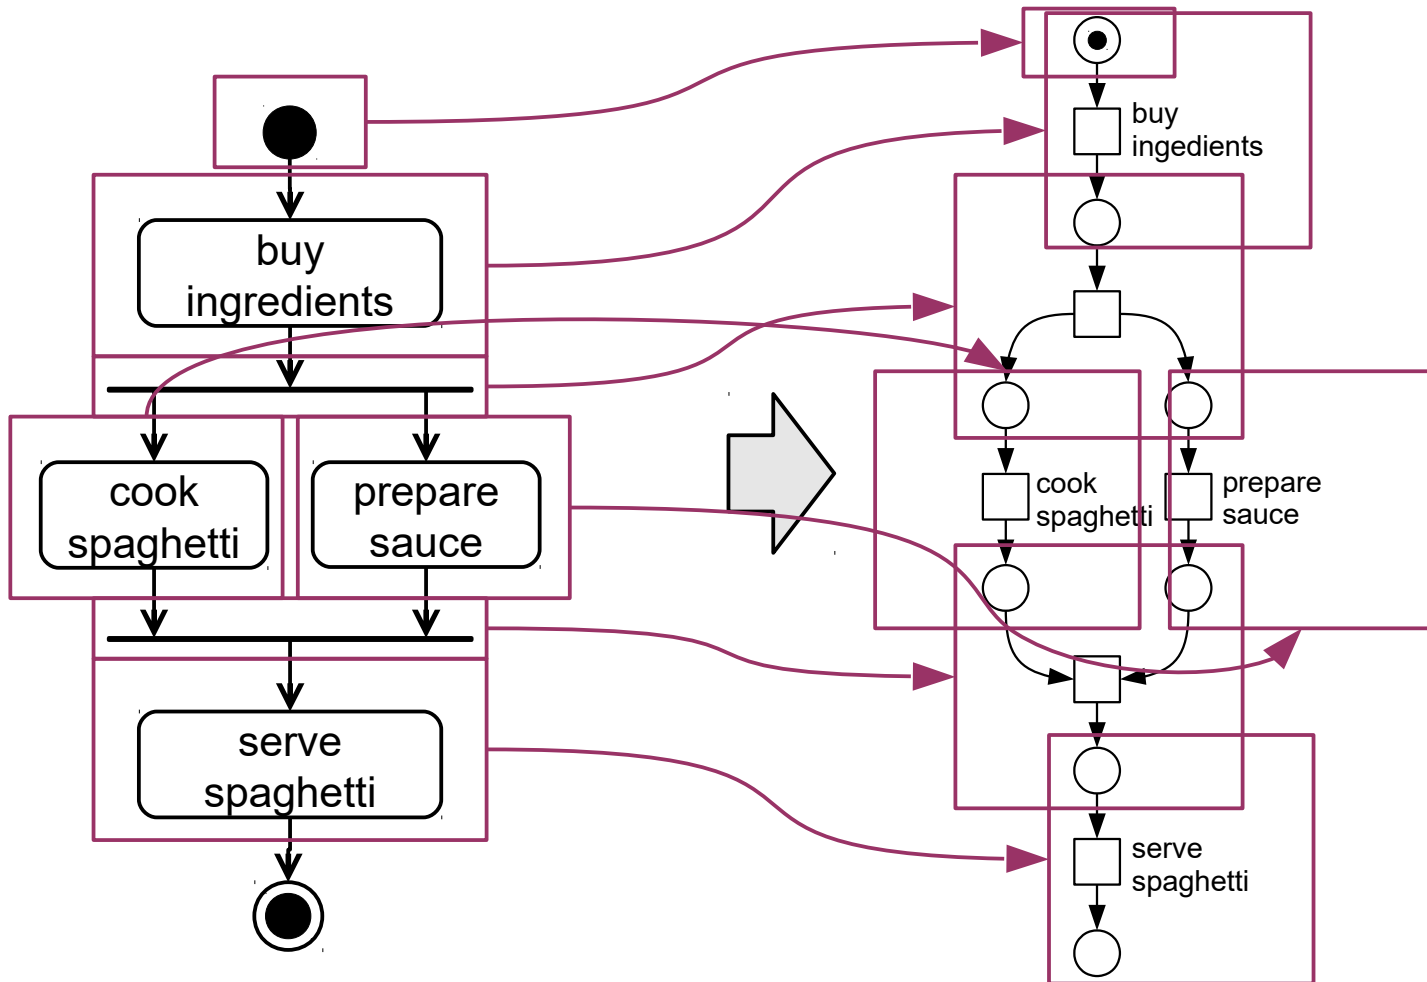 buy
ingredients
cook
spaghetti
prepare
sauce
serve
spaghetti
buy
ingedients
cook
spaghetti
prepare
sauce
serve
spaghetti